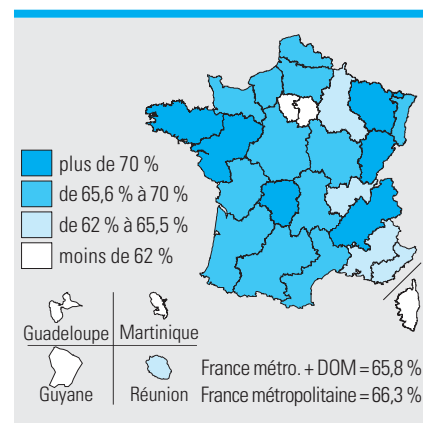 plus de 70 %
de 65,6 % à 70 %
de 62 % à 65,5 %
moins de 62 %
Guadeloupe
Martinique
Guyane
Réunion
France métro. + DOM = 65,8 %
France métropolitaine = 66,3 %